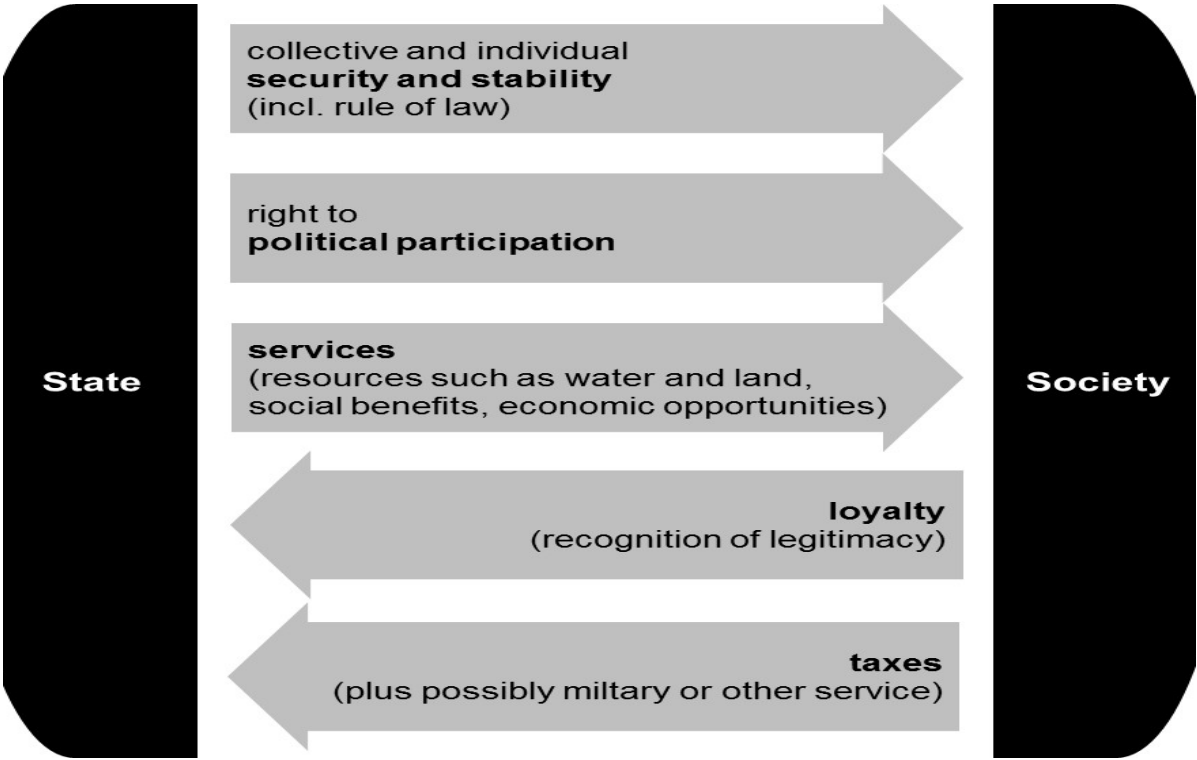 State
collective and individual
security and stability
(incl. rule of law)
right to
political participation
services
(resources such as water and land,
social benefits, economic opportunities)
loyalty
(recognition of legitimacy)
taxes
(plus possibly miltary or other service)
Society